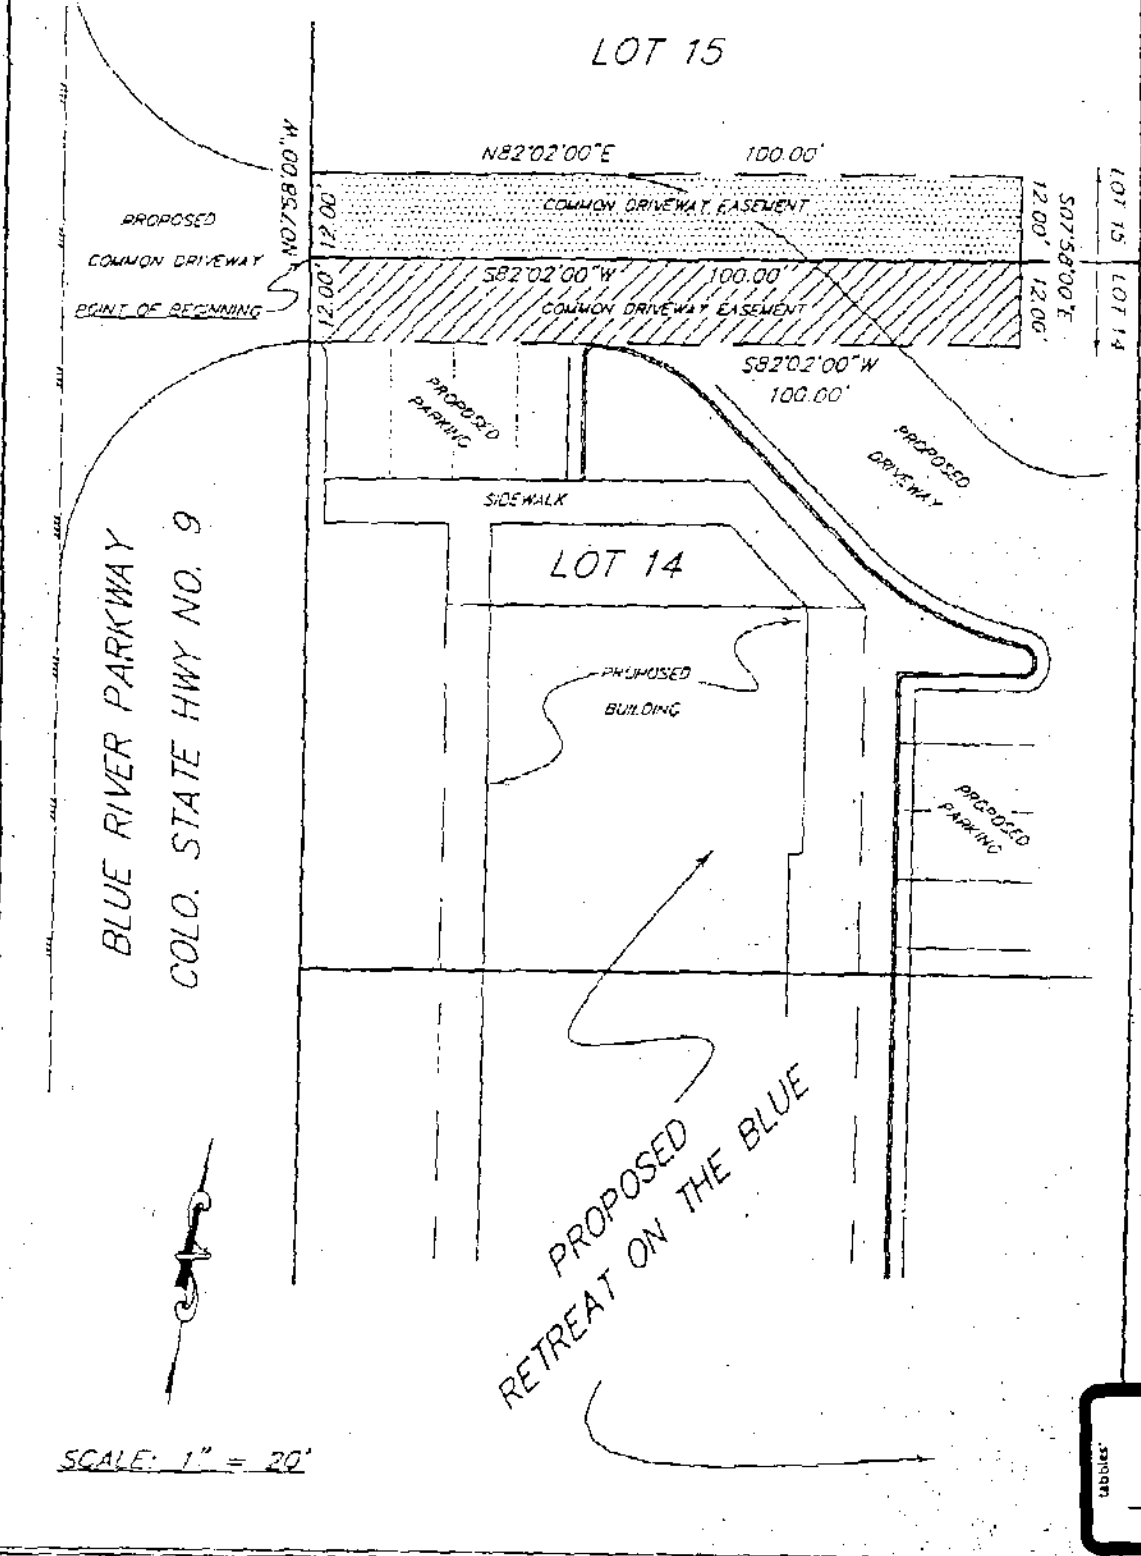 LOT 15
N82°02'00"E 100.00'
N07°58'00"W
12.00'
COMMON DRIVEWAY EASEMENT
12.00'
S07°58'00"E
LOT 15
PROPOSED
COMMON DRIVEWAY
POINT OF BEGINNING
12.00'
S82°02'00"W 100.00'
COMMON DRIVEWAY EASEMENT
12.00'
LOT 14
S82°02'00"W
100.00'
PROPOSED
PARKING
PROPOSED
DRIVEWAY
SIDEWALK
LOT 14
BLUE RIVER PARKWAY
COLO. STATE HWY NO. 9
PROPOSED
BUILDING
PROPOSED
PARKING
PROPOSED
RETREAT ON THE BLUE
SCALE: 1" = 20'
tabbies'